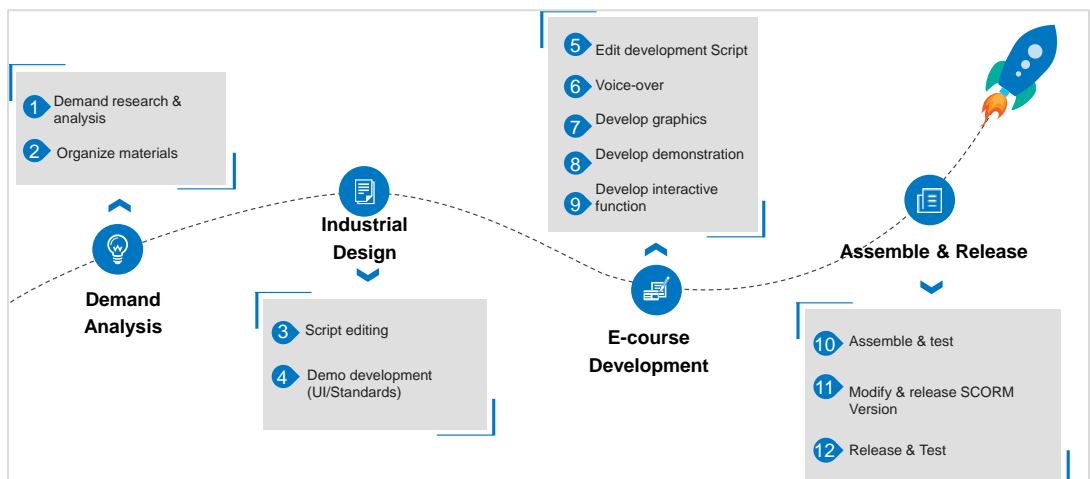 1
Demand research &
analysis
2
Organize materials
Demand
Analysis
Industrial
Design
3
Script editing
4
Demo development
(UI/Standards)
5
Edit development Script
6
Voice-over
7
Develop graphics
8
Develop demonstration
9
Develop interactive
function
E-course
Development
Assemble & Release
10
Assemble & test
11
Modify & release SCORM
Version
12
Release & Test